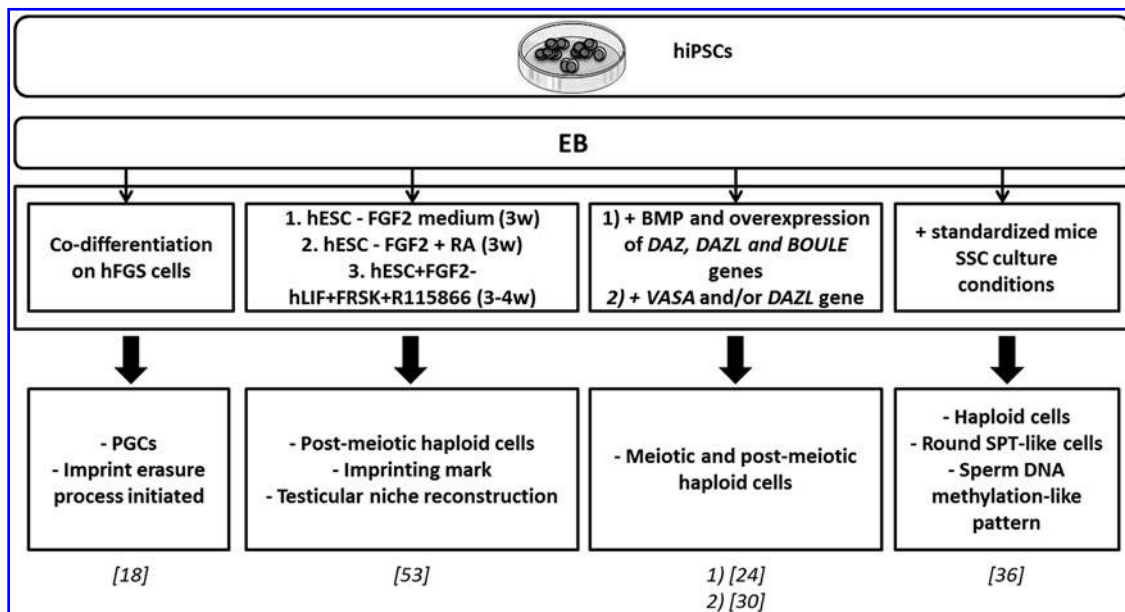 hiPSCs
EB
Co-differentiation
on hFGS cells
1. hESC - FGF2 medium (3w)
2. hESC - FGF2 + RA (3w)
3. hESC+FGF2-
hLIF+FRSK+R115866 (3-4w)
1) + BMP and overexpression
of DAZ, DAZL and BOULE
genes
2) + VASA and/or DAZL gene
+ standardized mice
SSC culture
conditions
- PGCs
- Imprint erasure
process initiated
- Post-meiotic haploid cells
- Imprinting mark
- Testicular niche reconstruction
- Meiotic and post-meiotic
haploid cells
- Haploid cells
- Round SPT-like cells
- Sperm DNA
methylation-like
pattern
[18]
[53]
1) [24]
2) [30]
[36]